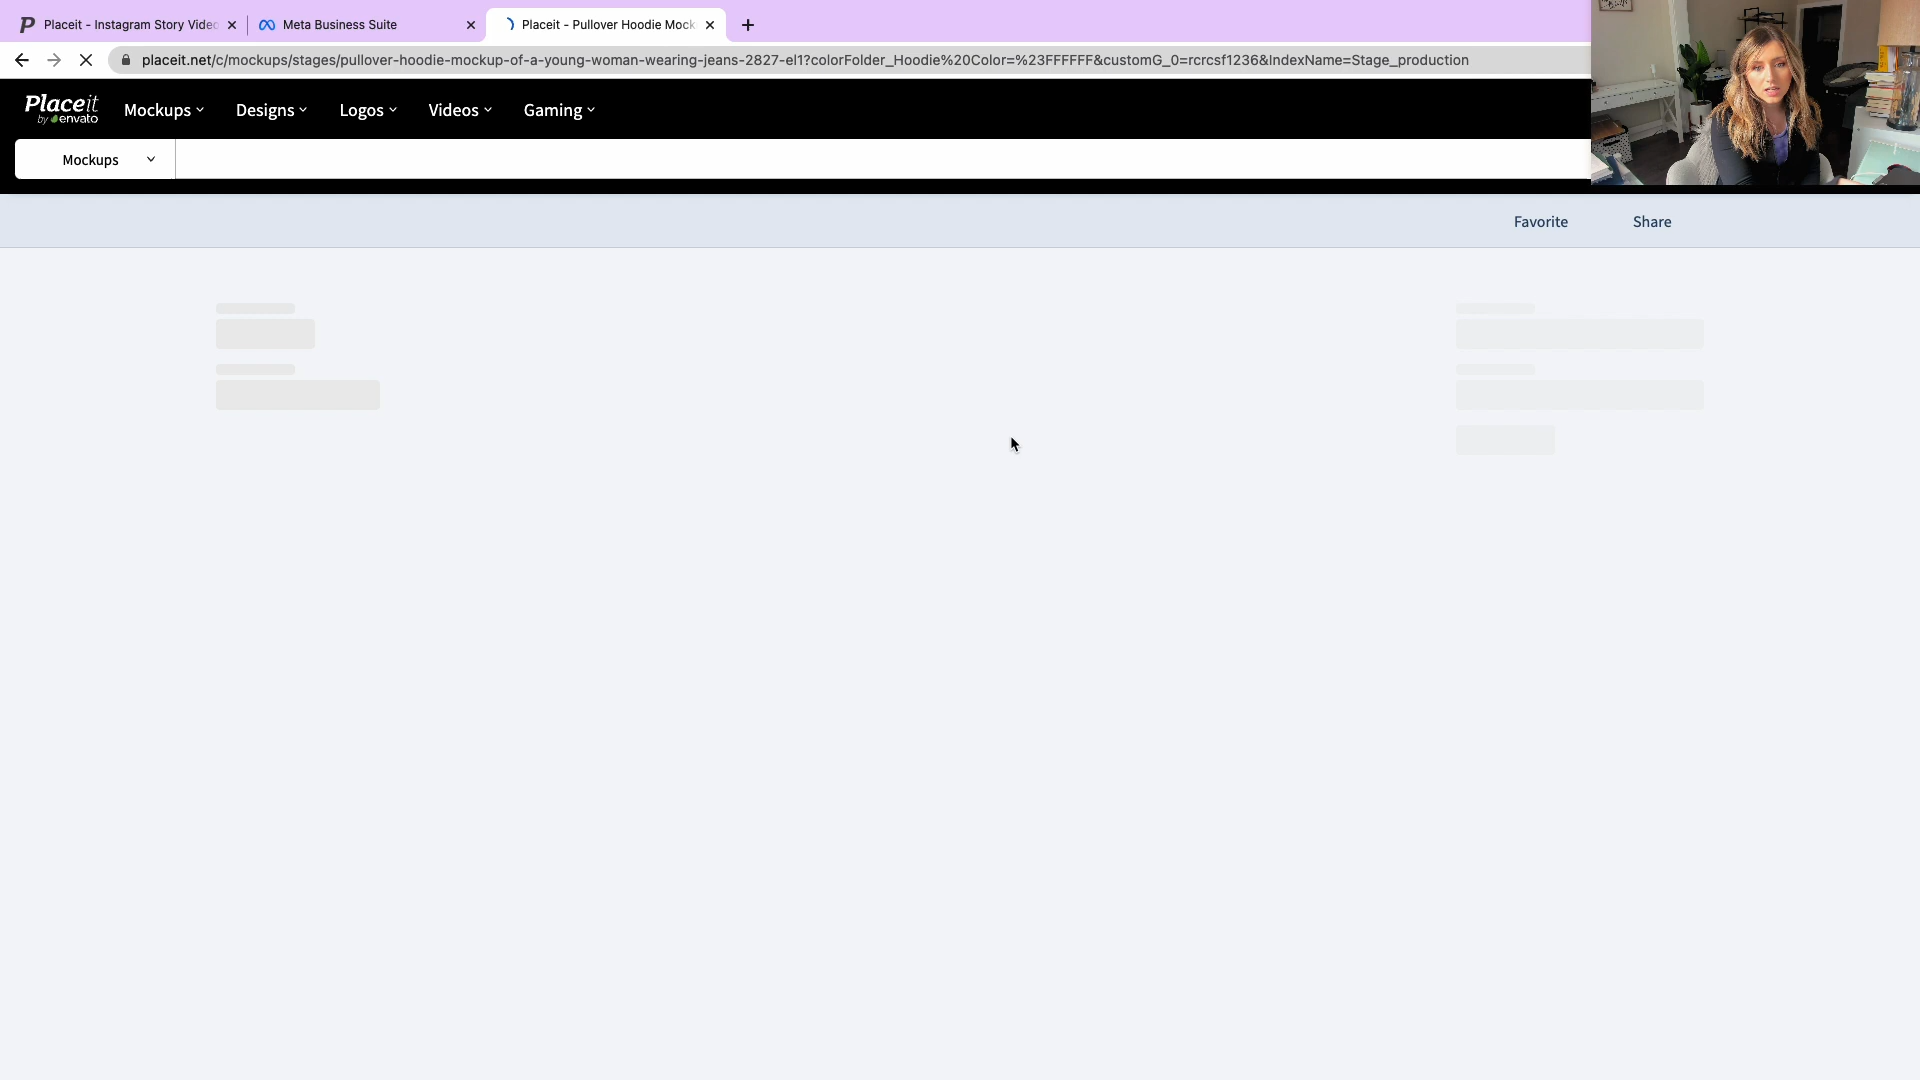 Placeit - Instagram Story Video
Meta Business Suite
Placeit - Pullover Hoodie Mock
placeit.net/c/mockups/stages/pullover-hoodie-mockup-of-a-young-woman-wearing-jeans-2827-el1?colorFolder_Hoodie%20Color=%23FFFFFF&customG_0=rcrcsf1236&IndexName=Stage_production
Placeit
by envato
Mockups
Designs
Logos
Videos
Gaming
Mockups
Favorite
Share